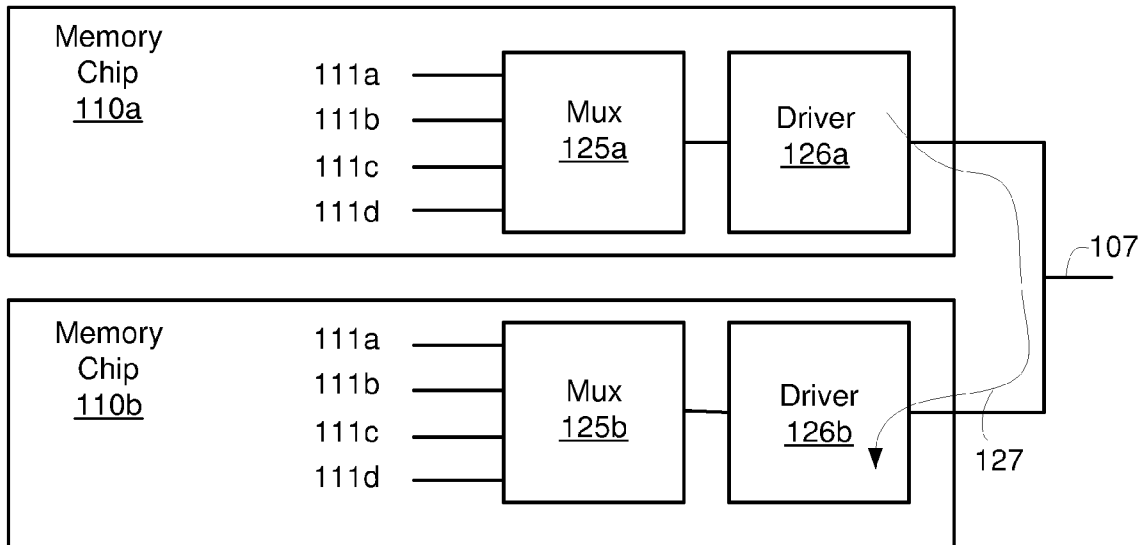 Memory
Chip
110a
111a
111b
111c
111d
Mux
125a
Driver
126a
107
Memory
Chip
110b
111a
111b
111c
111d
Mux
125b
Driver
126b
127